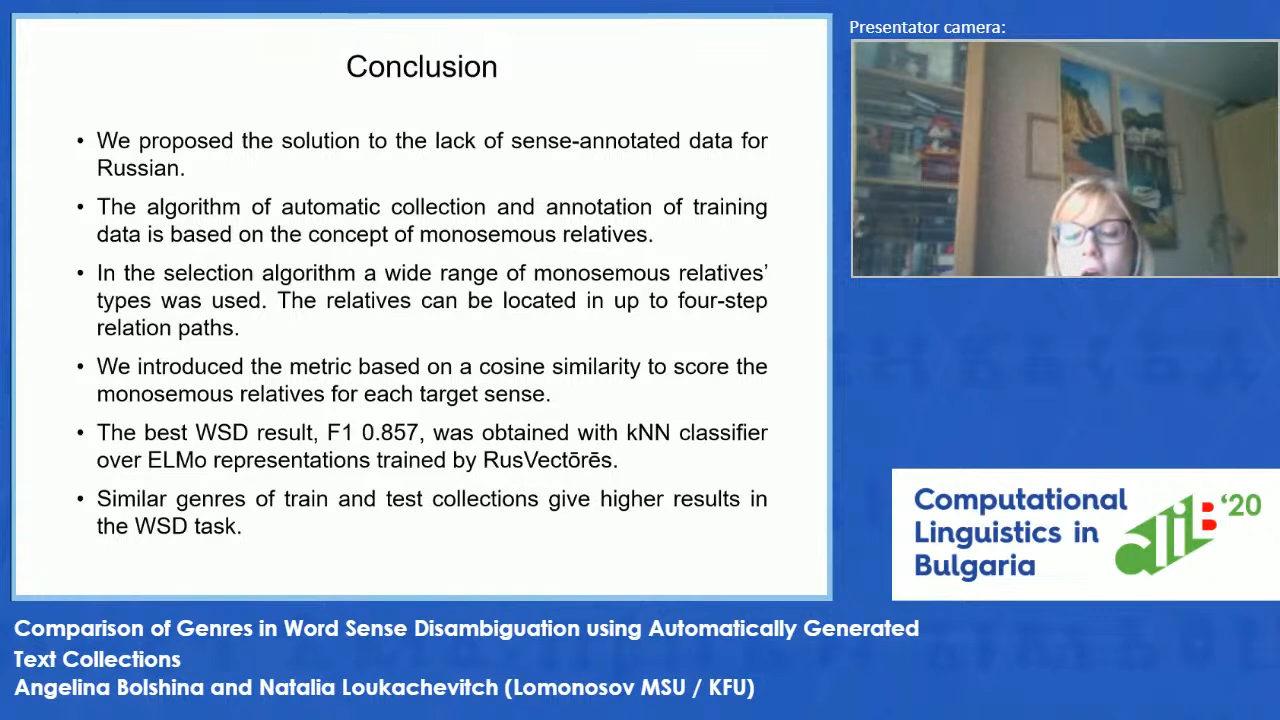 Presentator camera:
Conclusion
• We proposed the solution to the lack of sense-annotated data for
Russian.
• The algorithm of automatic collection and annotation of training
data is based on the concept of monosemous relatives.
• In the selection algorithm a wide range of monosemous relatives’
types was used. The relatives can be located in up to four-step
relation paths.
• We introduced the metric based on a cosine similarity to score the
monosemous relatives for each target sense.
• The best WSD result, F1 0.857, was obtained with kNN classifier
over ELMo representations trained by RusVectōrēs.
• Similar genres of train and test collections give higher results in
the WSD task.
Computational
Linguistics in
Bulgaria
clib '20
Comparison of Genres in Word Sense Disambiguation using Automatically Generated
Text Collections
Angelina Bolshina and Natalia Loukachevitch (Lomonosov MSU / KFU)